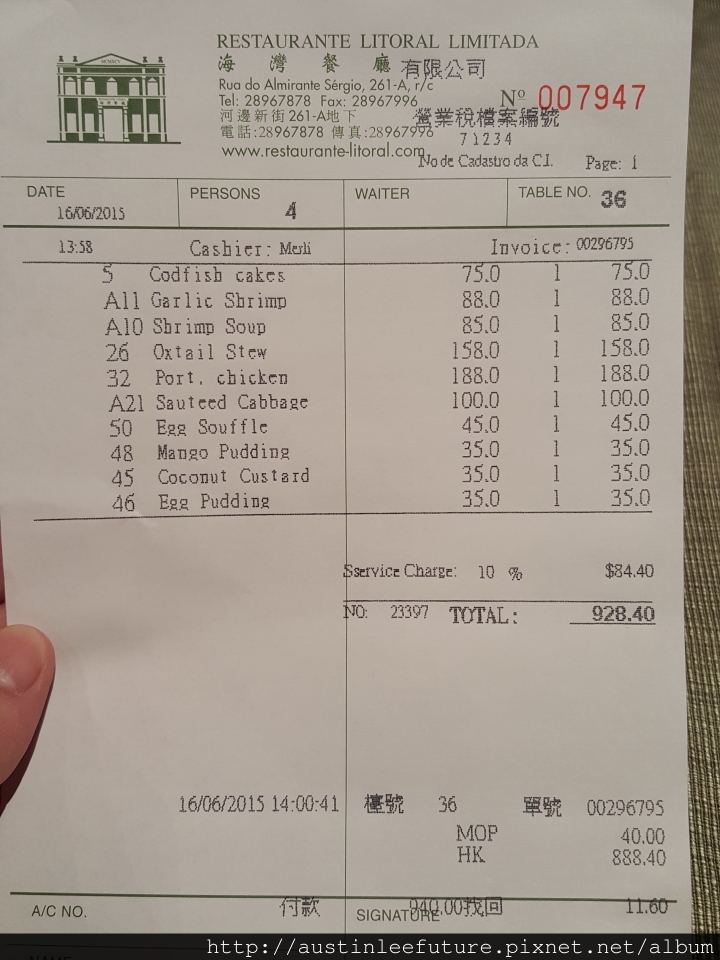 RESTAURANTE LITORAL LIMITADA
海灣餐廳有限公司
Rua do Almirante Sérgio, 261-A, r/c
Tel: 28967878 Fax: 28967996
Nº 007947
河邊新街261-A地下
營業稅檔案編號
電話:28967878 傳真:28967996
71234
www.restaurante-litoral.com
No de Cadastro da C.I. Page: 1
DATE PERSONS WAITER TABLE NO. 36
16/06/2015 4
13:58 Cashier: Merli Invoice: 00296795
5 Codfish cakes 75.0 1 75.0
A11 Garlic Shrimp 88.0 1 88.0
A10 Shrimp Soup 85.0 1 85.0
26 Oxtail Stew 158.0 1 158.0
32 Port. chicken 188.0 1 188.0
A21 Sauteed Cabbage 100.0 1 100.0
50 Egg Souffle 45.0 1 45.0
48 Mango Pudding 35.0 1 35.0
45 Coconut Custard 35.0 1 35.0
46 Egg Pudding 35.0 1 35.0
Sservice Charge: 10 % $84.40
NO: 23397 TOTAL: 928.40
16/06/2015 14:00:41 檯號 36 單號 00296795
MOP 40.00
HK 888.40
付款 940.00找回 11.60
A/C NO. SIGNATURE
NAME
http://austinleefuture.pixnet.net/album